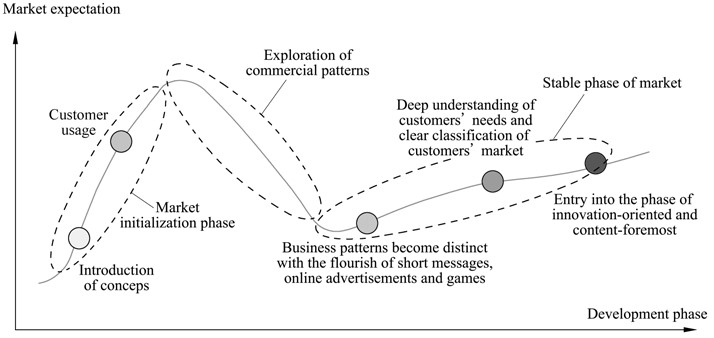 Market expectation
Exploration of
commercial patterns
Stable phase of market
Customer
usage
Deep understanding of
customers' needs and
clear classification of
customers' market
Market
initialization phase
Entry into the phase of
innovation-oriented and
content-foremost
Introduction
of conceps
Business patterns become distinct
with the flourish of short messages,
online advertisements and games
Development phase